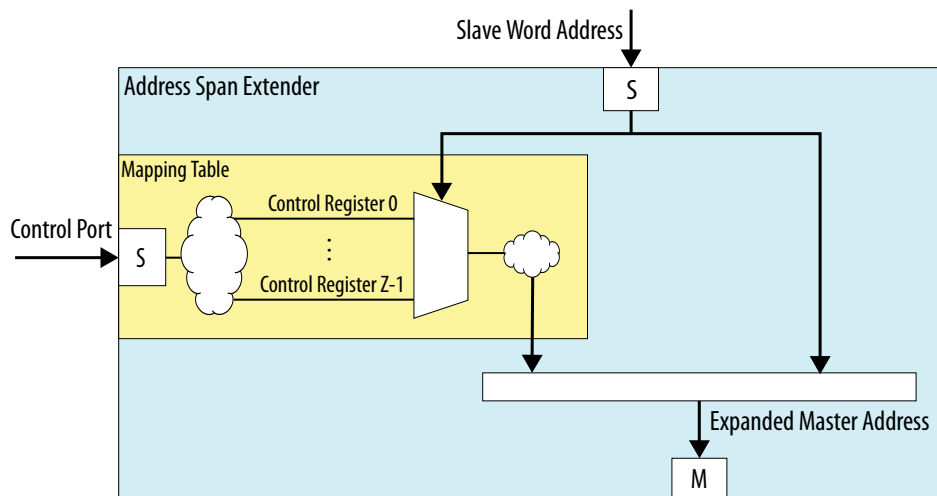 Slave Word Address
Address Span Extender
S
Mapping Table
Control Register 0
Control Port
S
⋮
Control Register Z-1
Expanded Master Address
M